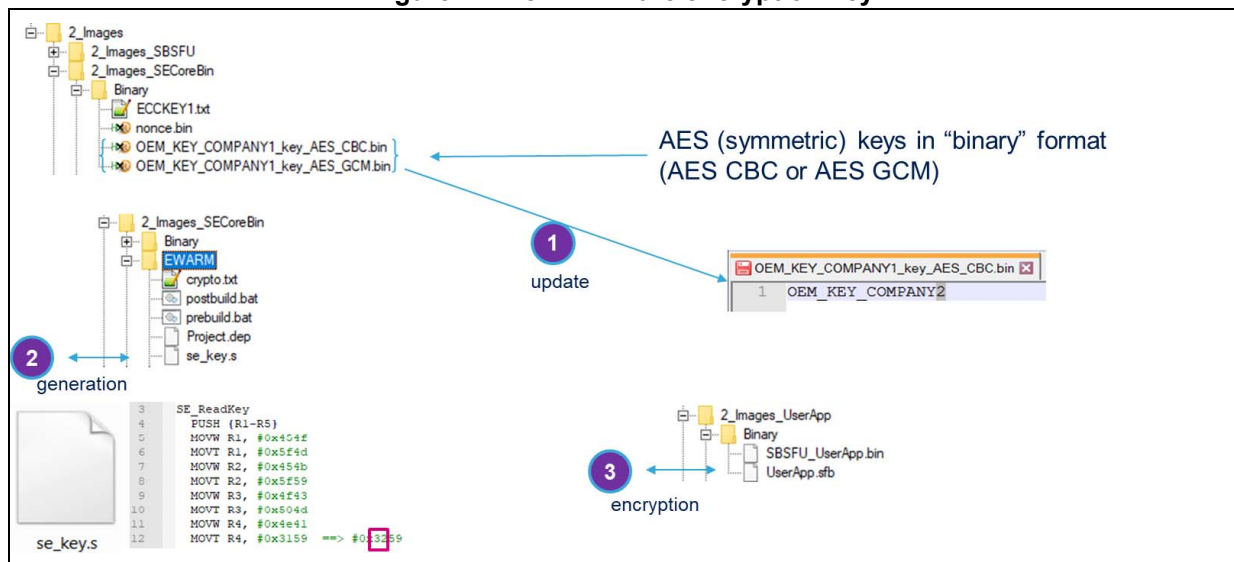 2_Images
2_Images_SBSFU
2_Images_SECoreBin
Binary
ECCKEY1.txt
nonce.bin
OEM_KEY_COMPANY1_key_AES_CBC.bin
OEM_KEY_COMPANY1_key_AES_GCM.bin
AES (symmetric) keys in “binary” format
(AES CBC or AES GCM)
2_Images_SECoreBin
Binary
EWARM
crypto.txt
postbuild.bat
prebuild.bat
Project.dep
se_key.s
1
update
OEM_KEY_COMPANY1_key_AES_CBC.bin
1 OEM_KEY_COMPANY2
2
generation
se_key.s
3 SE_ReadKey
4 PUSH {R1-R5}
5 MOVW R1, #0x454f
6 MOVT R1, #0x5f4d
7 MOVW R2, #0x454b
8 MOVT R2, #0x5f59
9 MOVW R3, #0x4f43
10 MOVT R3, #0x504d
11 MOVW R4, #0x4e41
12 MOVT R4, #0x3159 ==> #0x3259
2_Images_UserApp
Binary
SBSFU_UserApp.bin
UserApp.sfb
3
encryption